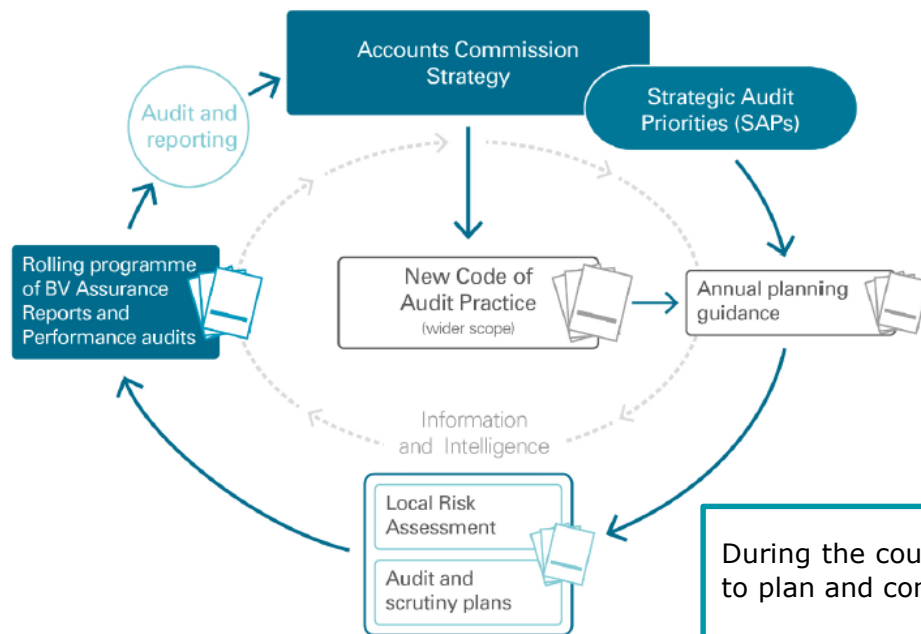 Accounts Commission
Strategy
Strategic Audit
Priorities (SAPs)
Audit and
reporting
Rolling programme
of BV Assurance
Reports and
Performance audits
New Code of
Audit Practice
(wider scope)
Annual planning
guidance
Information
and Intelligence
Local Risk
Assessment
Audit and
scrutiny plans
During the cou
to plan and con